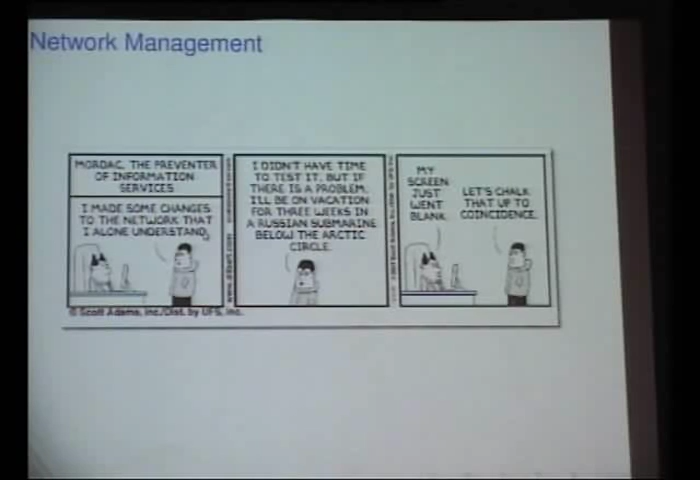 Network Management
MORDAC, THE PREVENTER
OF INFORMATION
SERVICES
I MADE SOME CHANGES
TO THE NETWORK THAT
I ALONE UNDERSTAND.
I DIDN'T HAVE TIME
TO TEST IT. BUT IF
THERE IS A PROBLEM,
I'LL BE ON VACATION
FOR THREE WEEKS IN
A RUSSIAN SUBMARINE
BELOW THE ARCTIC
CIRCLE.
MY
SCREEN
JUST
WENT
BLANK.
LET'S CHALK
THAT UP TO
COINCIDENCE.
www.dilbert.com
© Scott Adams, Inc./Dist. by UFS, Inc.